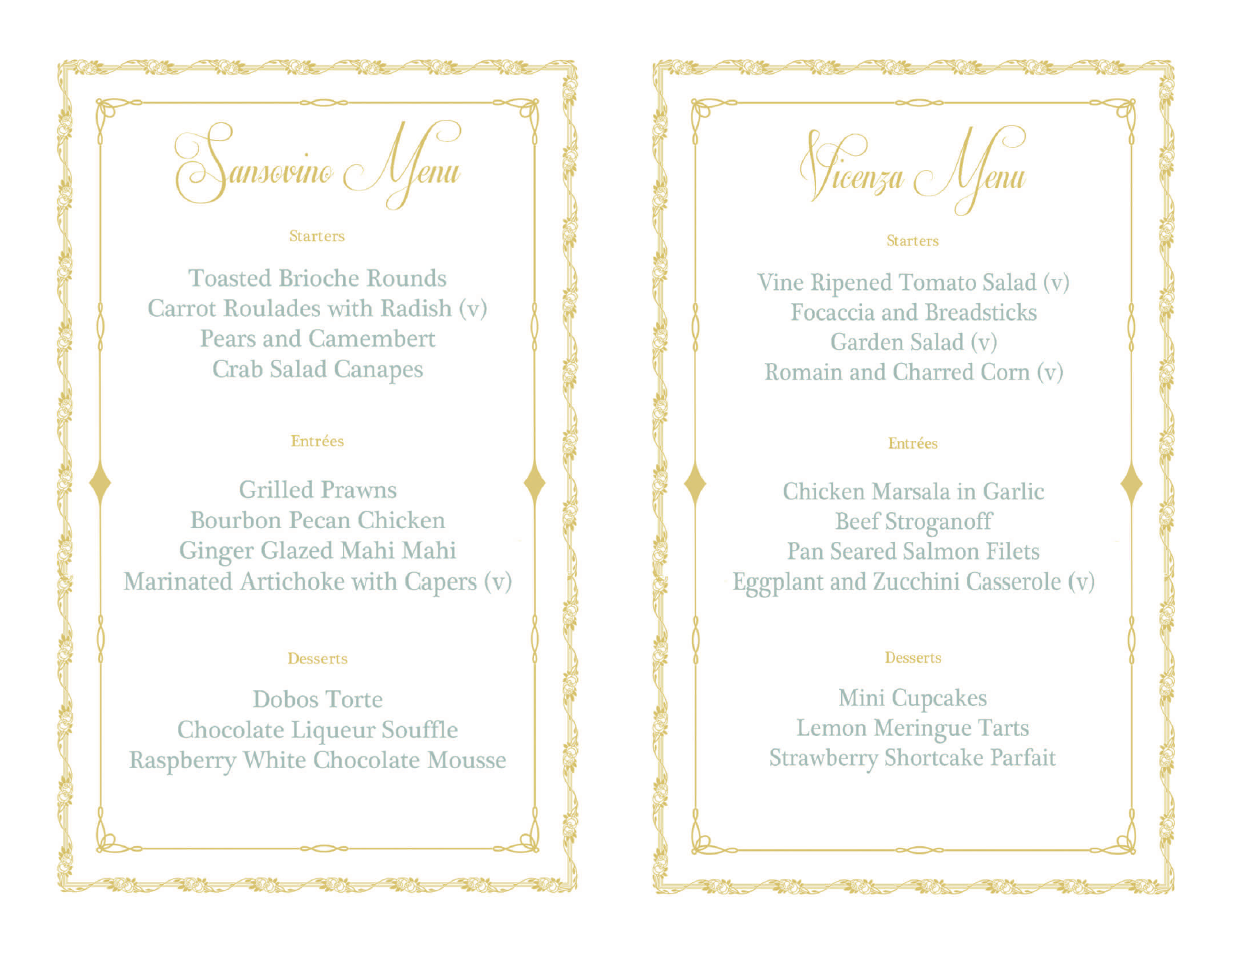 Sansovino Menu
Starters
Toasted Brioche Rounds
Carrot Roulades with Radish (v)
Pears and Camembert
Crab Salad Canapes
Entrées
Grilled Prawns
Bourbon Pecan Chicken
Ginger Glazed Mahi Mahi
Marinated Artichoke with Capers (v)
Desserts
Dobos Torte
Chocolate Liqueur Souffle
Raspberry White Chocolate Mousse
Vicenza Menu
Starters
Vine Ripened Tomato Salad (v)
Focaccia and Breadsticks
Garden Salad (v)
Romain and Charred Corn (v)
Entrées
Chicken Marsala in Garlic
Beef Stroganoff
Pan Seared Salmon Filets
Eggplant and Zucchini Casserole (v)
Desserts
Mini Cupcakes
Lemon Meringue Tarts
Strawberry Shortcake Parfait